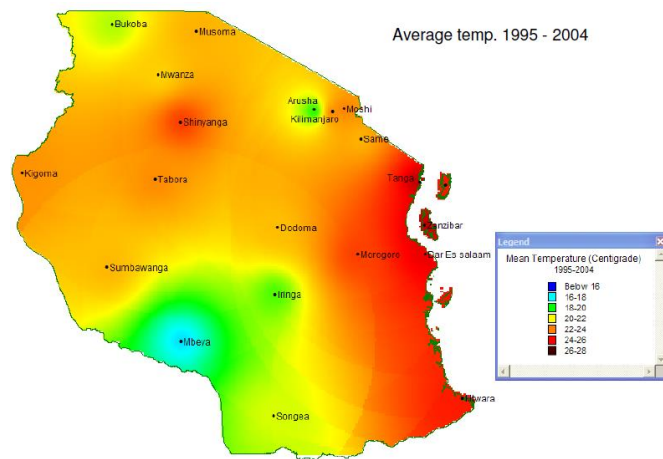 Average temp. 1995 - 2004
Bukoba
Musoma
Mwanza
Arusha
Moshi
Kilimanjaro
Shinyanga
Same
Kigoma
Tabora
Tanga
Zanzibar
Dodoma
Morogoro
Dar Es salaam
Sumbawanga
Iringa
Mbeya
Mtwara
Songea
Legend
Mean Temperature (Centigrade)
1995-2004
Below 16
16-18
18-20
20-22
22-24
24-26
26-28